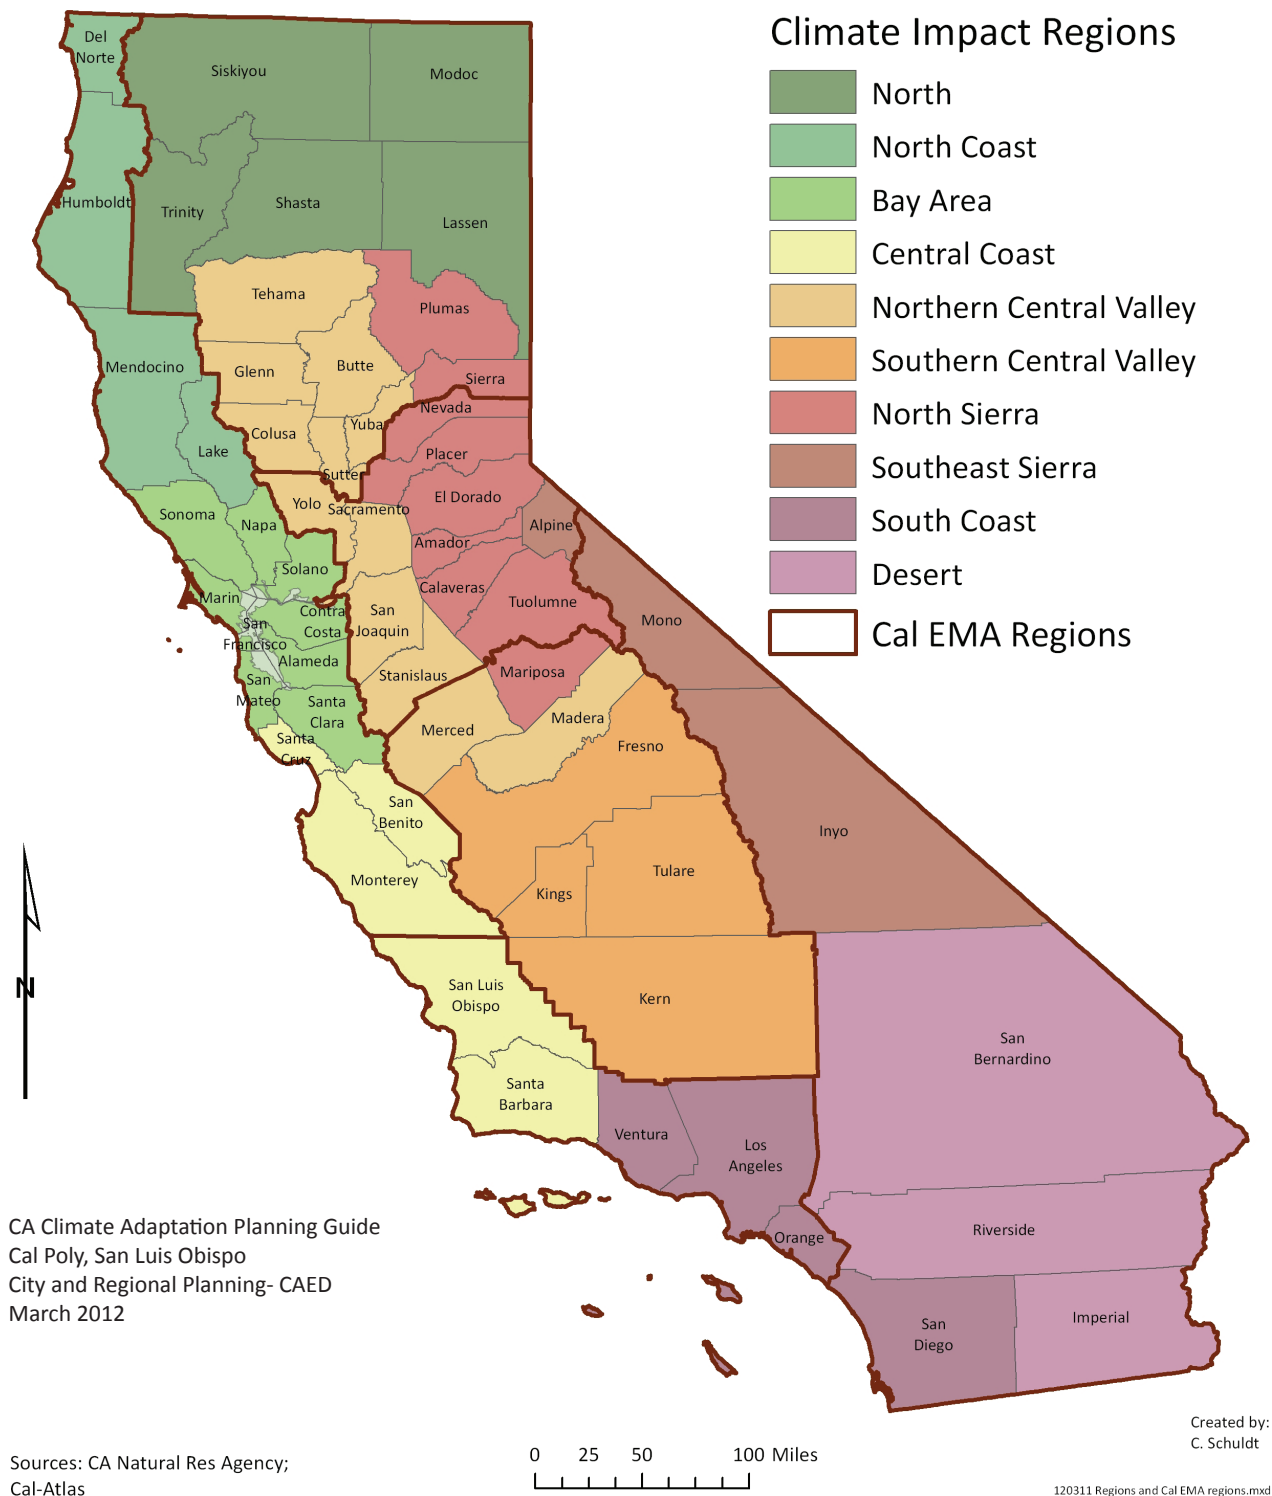 Climate Impact Regions
North
North Coast
Bay Area
Central Coast
Northern Central Valley
Southern Central Valley
North Sierra
Southeast Sierra
South Coast
Desert
Cal EMA Regions
Del
Norte
Siskiyou
Modoc
Humboldt
Trinity
Shasta
Lassen
Tehama
Plumas
Mendocino
Glenn
Butte
Sierra
Nevada
Colusa
Yuba
Lake
Placer
Sutter
El Dorado
Yolo
Sacramento
Sonoma
Napa
Alpine
Amador
Solano
Calaveras
Marin
Contra
Costa
San
Joaquin
Tuolumne
Mono
San
Francisco
Alameda
Stanislaus
Mariposa
San
Mateo
Santa
Clara
Merced
Madera
Santa
Cruz
Fresno
San
Benito
Inyo
Monterey
Kings
Tulare
San Luis
Obispo
Kern
San
Bernardino
Santa
Barbara
Ventura
Los
Angeles
Orange
Riverside
San
Diego
Imperial
N
CA Climate Adaptation Planning Guide
Cal Poly, San Luis Obispo
City and Regional Planning- CAED
March 2012
Sources: CA Natural Res Agency;
Cal-Atlas
0 25 50 100 Miles
Created by:
C. Schuldt
120311 Regions and Cal EMA regions.mxd